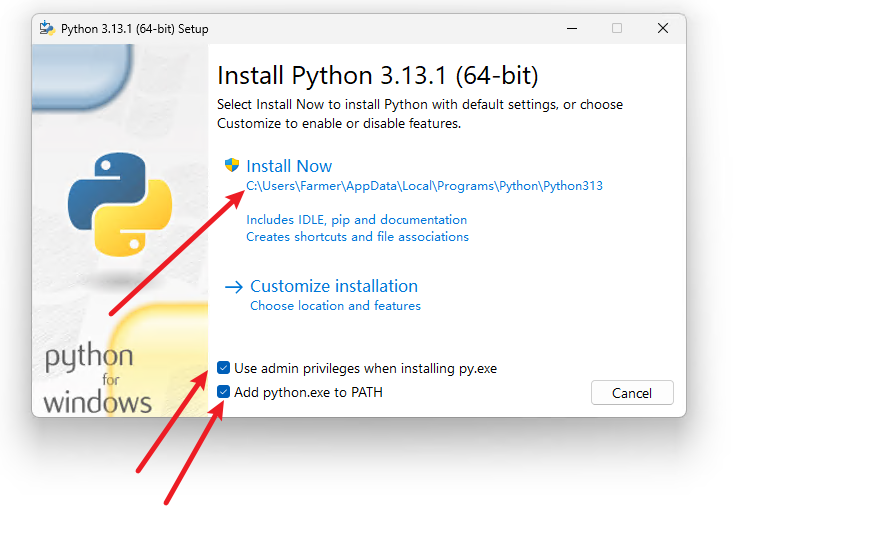 Python 3.13.1 (64-bit) Setup
Install Python 3.13.1 (64-bit)
Select Install Now to install Python with default settings, or choose
Customize to enable or disable features.
Install Now
C:\Users\Farmer\AppData\Local\Programs\Python\Python313
Includes IDLE, pip and documentation
Creates shortcuts and file associations
Customize installation
Choose location and features
python
for
windows
Use admin privileges when installing py.exe
Add python.exe to PATH
Cancel